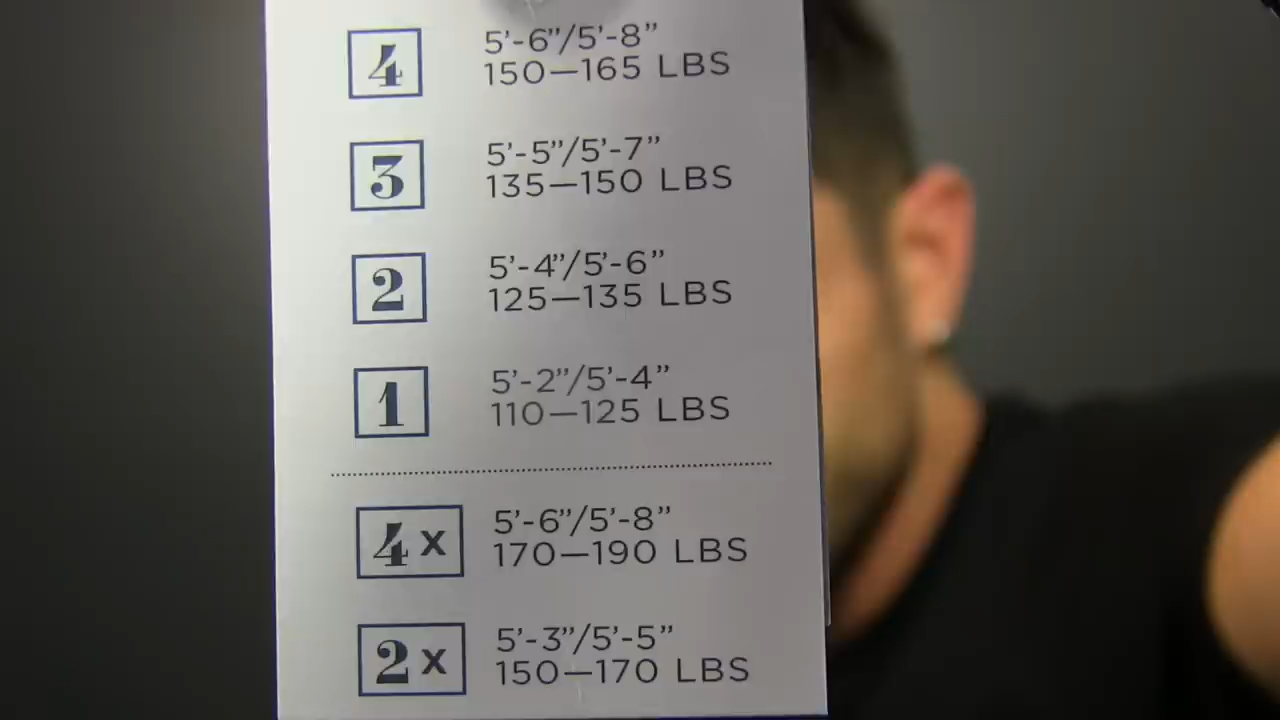 4 5'-6"/5'-8"
150—165 LBS
3 5'-5"/5'-7"
135—150 LBS
2 5'-4"/5'-6"
125—135 LBS
1 5'-2"/5'-4"
110—125 LBS
4x 5'-6"/5'-8"
170—190 LBS
2x 5'-3"/5'-5"
150—170 LBS